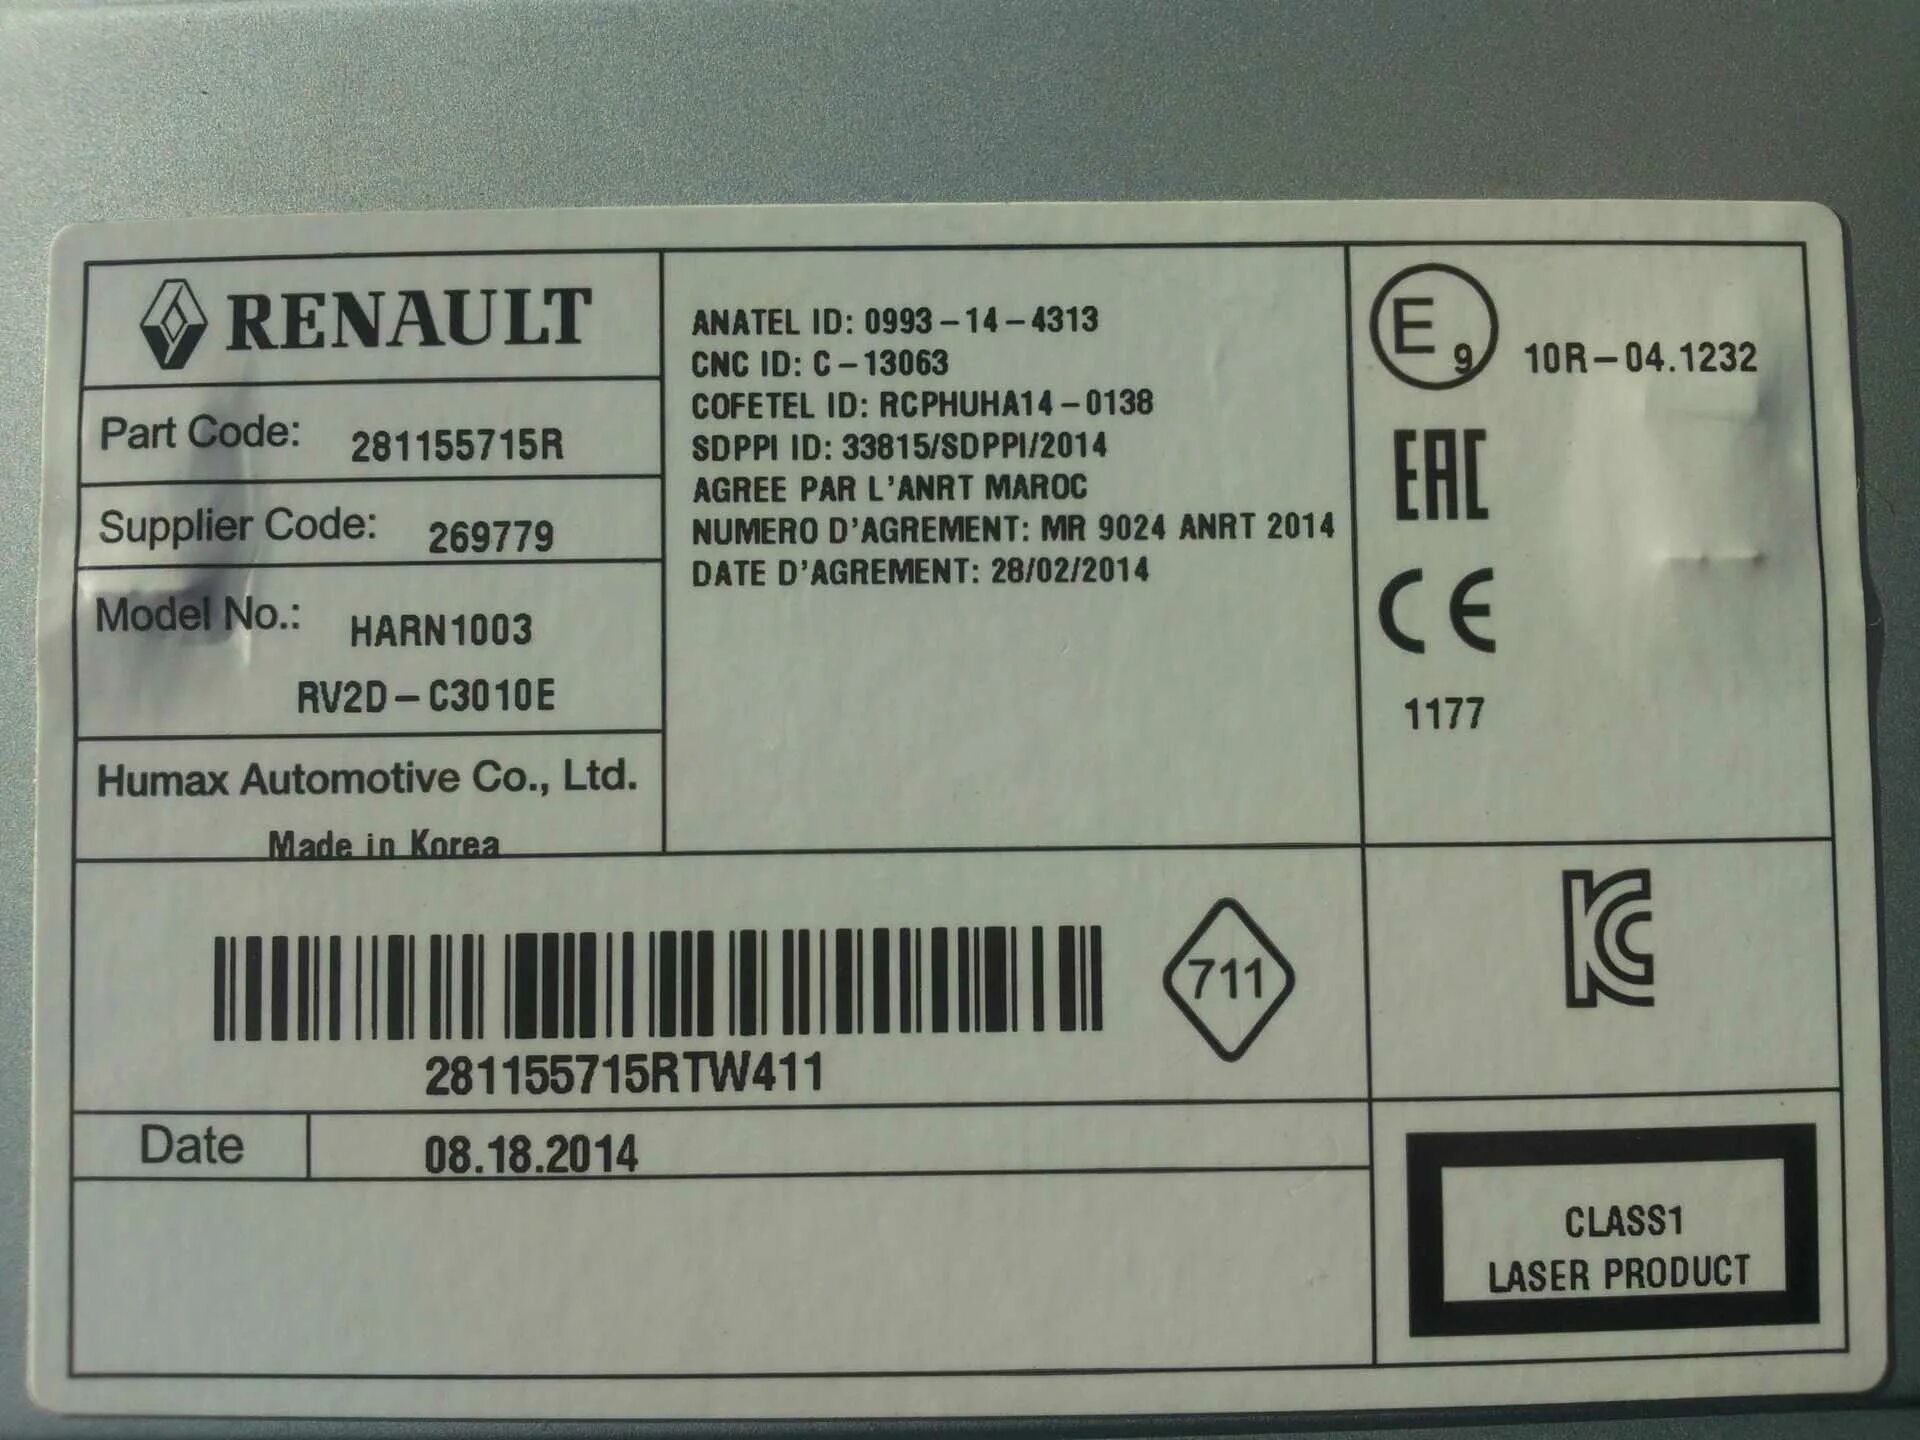 RENAULT
Part Code: 281155715R
Supplier Code: 269779
Model No.: HARN1003
RV2D-C3010E
Humax Automotive Co., Ltd.
Made in Korea
ANATEL ID: 0993-14-4313
CNC ID: C-13063
COFETEL ID: RCPHUHA14-0138
SDPPI ID: 33815/SDPPI/2014
AGREE PAR L'ANRT MAROC
NUMERO D'AGREMENT: MR 9024 ANRT 2014
DATE D'AGREMENT: 28/02/2014
E9 10R-04.1232
EAC
CE
1177
281155715RTW411
711
KC
Date 08.18.2014
CLASS1
LASER PRODUCT